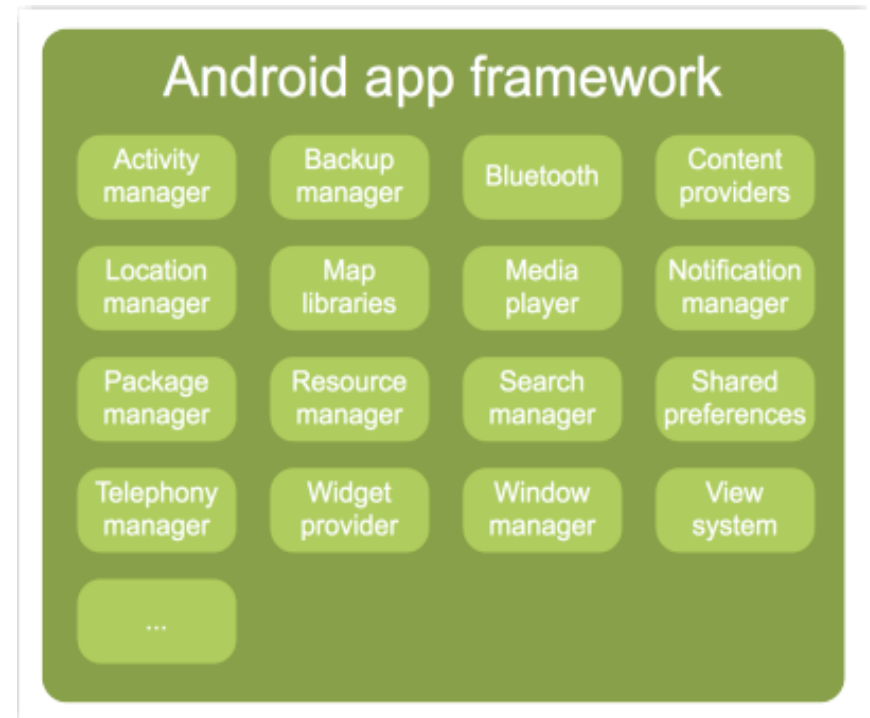 Android app framework
Activity
manager
Backup
manager
Bluetooth
Content
providers
Location
manager
Map
libraries
Media
player
Notification
manager
Package
manager
Resource
manager
Search
manager
Shared
preferences
Telephony
manager
Widget
provider
Window
manager
View
system
...